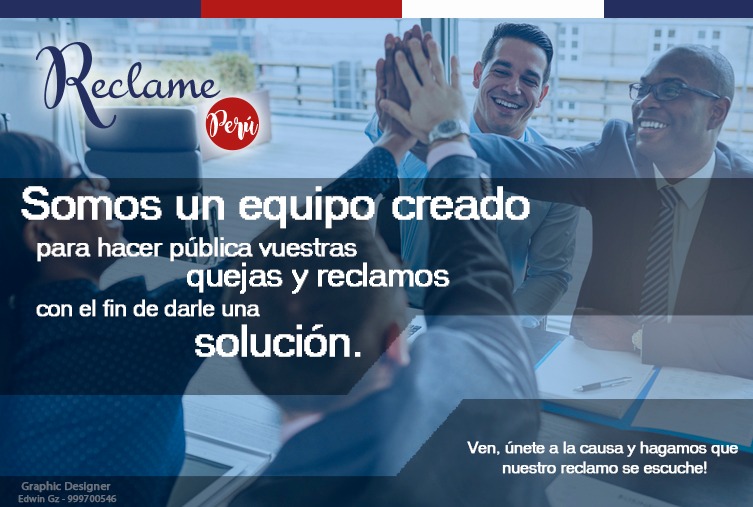 Reclame
Perú
Somos un equipo creado
para hacer pública vuestras
quejas y reclamos
con el fin de darle una
solución.
Ven, únete a la causa y hagamos que
nuestro reclamo se escuche!
Graphic Designer
Edwin Gz - 999700546